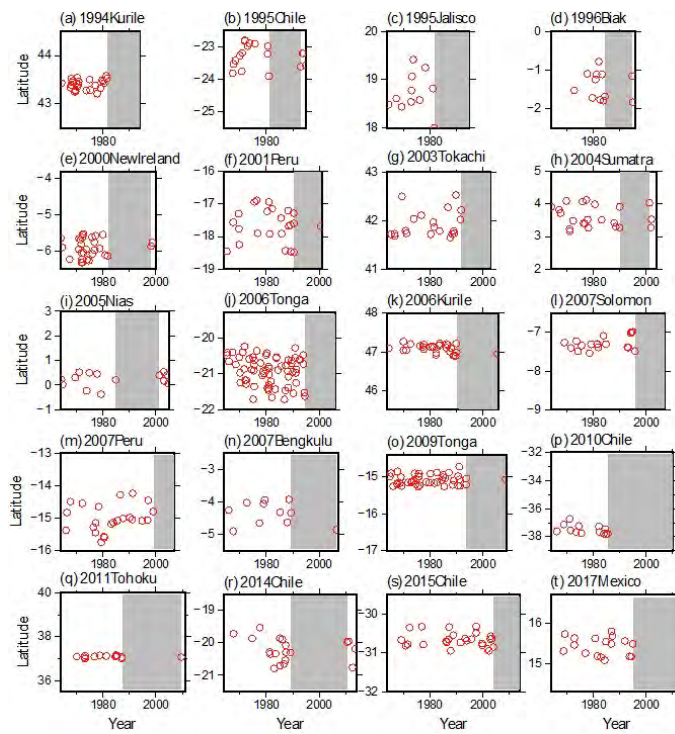 (a) 1994Kurile (b) 1995Chile (c) 1995Jalisco (d) 1996Biak
Latitude
44 −23 20 −1
43 −24 19 −2
−25 18
−26
1980 1980 1980 1980
(e) 2000NewIreland (f) 2001Peru (g) 2003Tokachi (h) 2004Sumatra
Latitude
−4 −16 43 5
−5 −17 42 4
−6 −18 41 3
−19 2
1980 2000 1980 2000 1980 2000 1980 2000
(i) 2005Nias (j) 2006Tonga (k) 2006Kurile (l) 2007Solomon
Latitude
3 −20 48 −7
2 −21 47 −8
1 −22 46 −9
0
−1
1980 2000 1980 2000 1980 2000 1980 2000
(m) 2007Peru (n) 2007Bengkulu (o) 2009Tonga (p) 2010Chile
Latitude
−13 −3 −15 −32
−14 −4 −16 −34
−15 −5 −17 −36
−16 −38
1980 2000 1980 2000 1980 2000 1980 2000
(q) 2011Tohoku (r) 2014Chile (s) 2015Chile (t) 2017Mexico
Latitude
40 −19 −30 16
37 −20 −31 15
−21 −32
1980 2000 1980 2000 1980 2000 1980 2000
Year Year Year Year